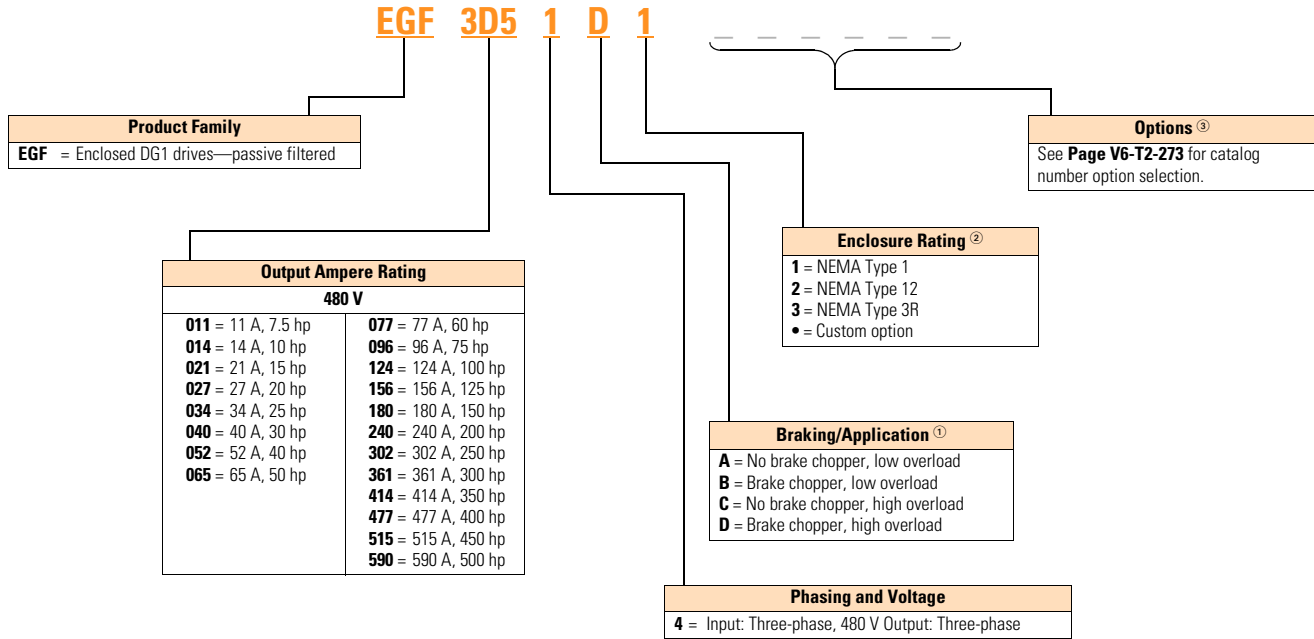 EGF 3D5 1 D 1 _ _ _ _ _ _
Product Family
EGF = Enclosed DG1 drives—passive filtered
Options ③
See Page V6-T2-273 for catalog
number option selection.
Enclosure Rating ②
1 = NEMA Type 1
2 = NEMA Type 12
3 = NEMA Type 3R
• = Custom option
Output Ampere Rating
480 V
011 = 11 A, 7.5 hp
014 = 14 A, 10 hp
021 = 21 A, 15 hp
027 = 27 A, 20 hp
034 = 34 A, 25 hp
040 = 40 A, 30 hp
052 = 52 A, 40 hp
065 = 65 A, 50 hp
077 = 77 A, 60 hp
096 = 96 A, 75 hp
124 = 124 A, 100 hp
156 = 156 A, 125 hp
180 = 180 A, 150 hp
240 = 240 A, 200 hp
302 = 302 A, 250 hp
361 = 361 A, 300 hp
414 = 414 A, 350 hp
477 = 477 A, 400 hp
515 = 515 A, 450 hp
590 = 590 A, 500 hp
Braking/Application ①
A = No brake chopper, low overload
B = Brake chopper, low overload
C = No brake chopper, high overload
D = Brake chopper, high overload
Phasing and Voltage
4 = Input: Three-phase, 480 V Output: Three-phase